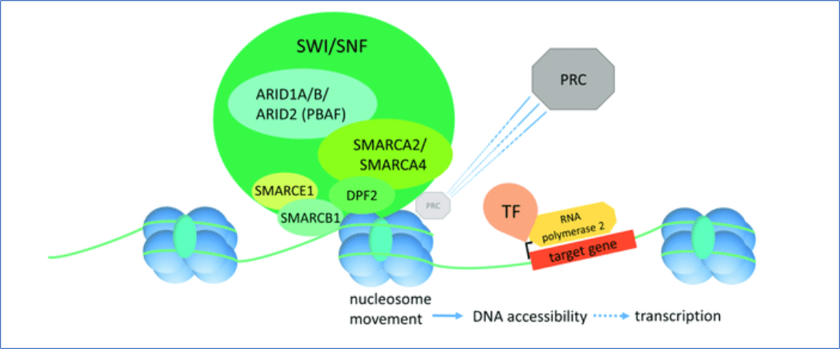 SWI/SNF
ARID1A/B/
ARID2 (PBAF)
SMARCA2/
SMARCA4
SMARCE1
DPF2
SMARCB1
PRC
PRC
TF
RNA
polymerase 2
target gene
nucleosome
movement
DNA accessibility
transcription